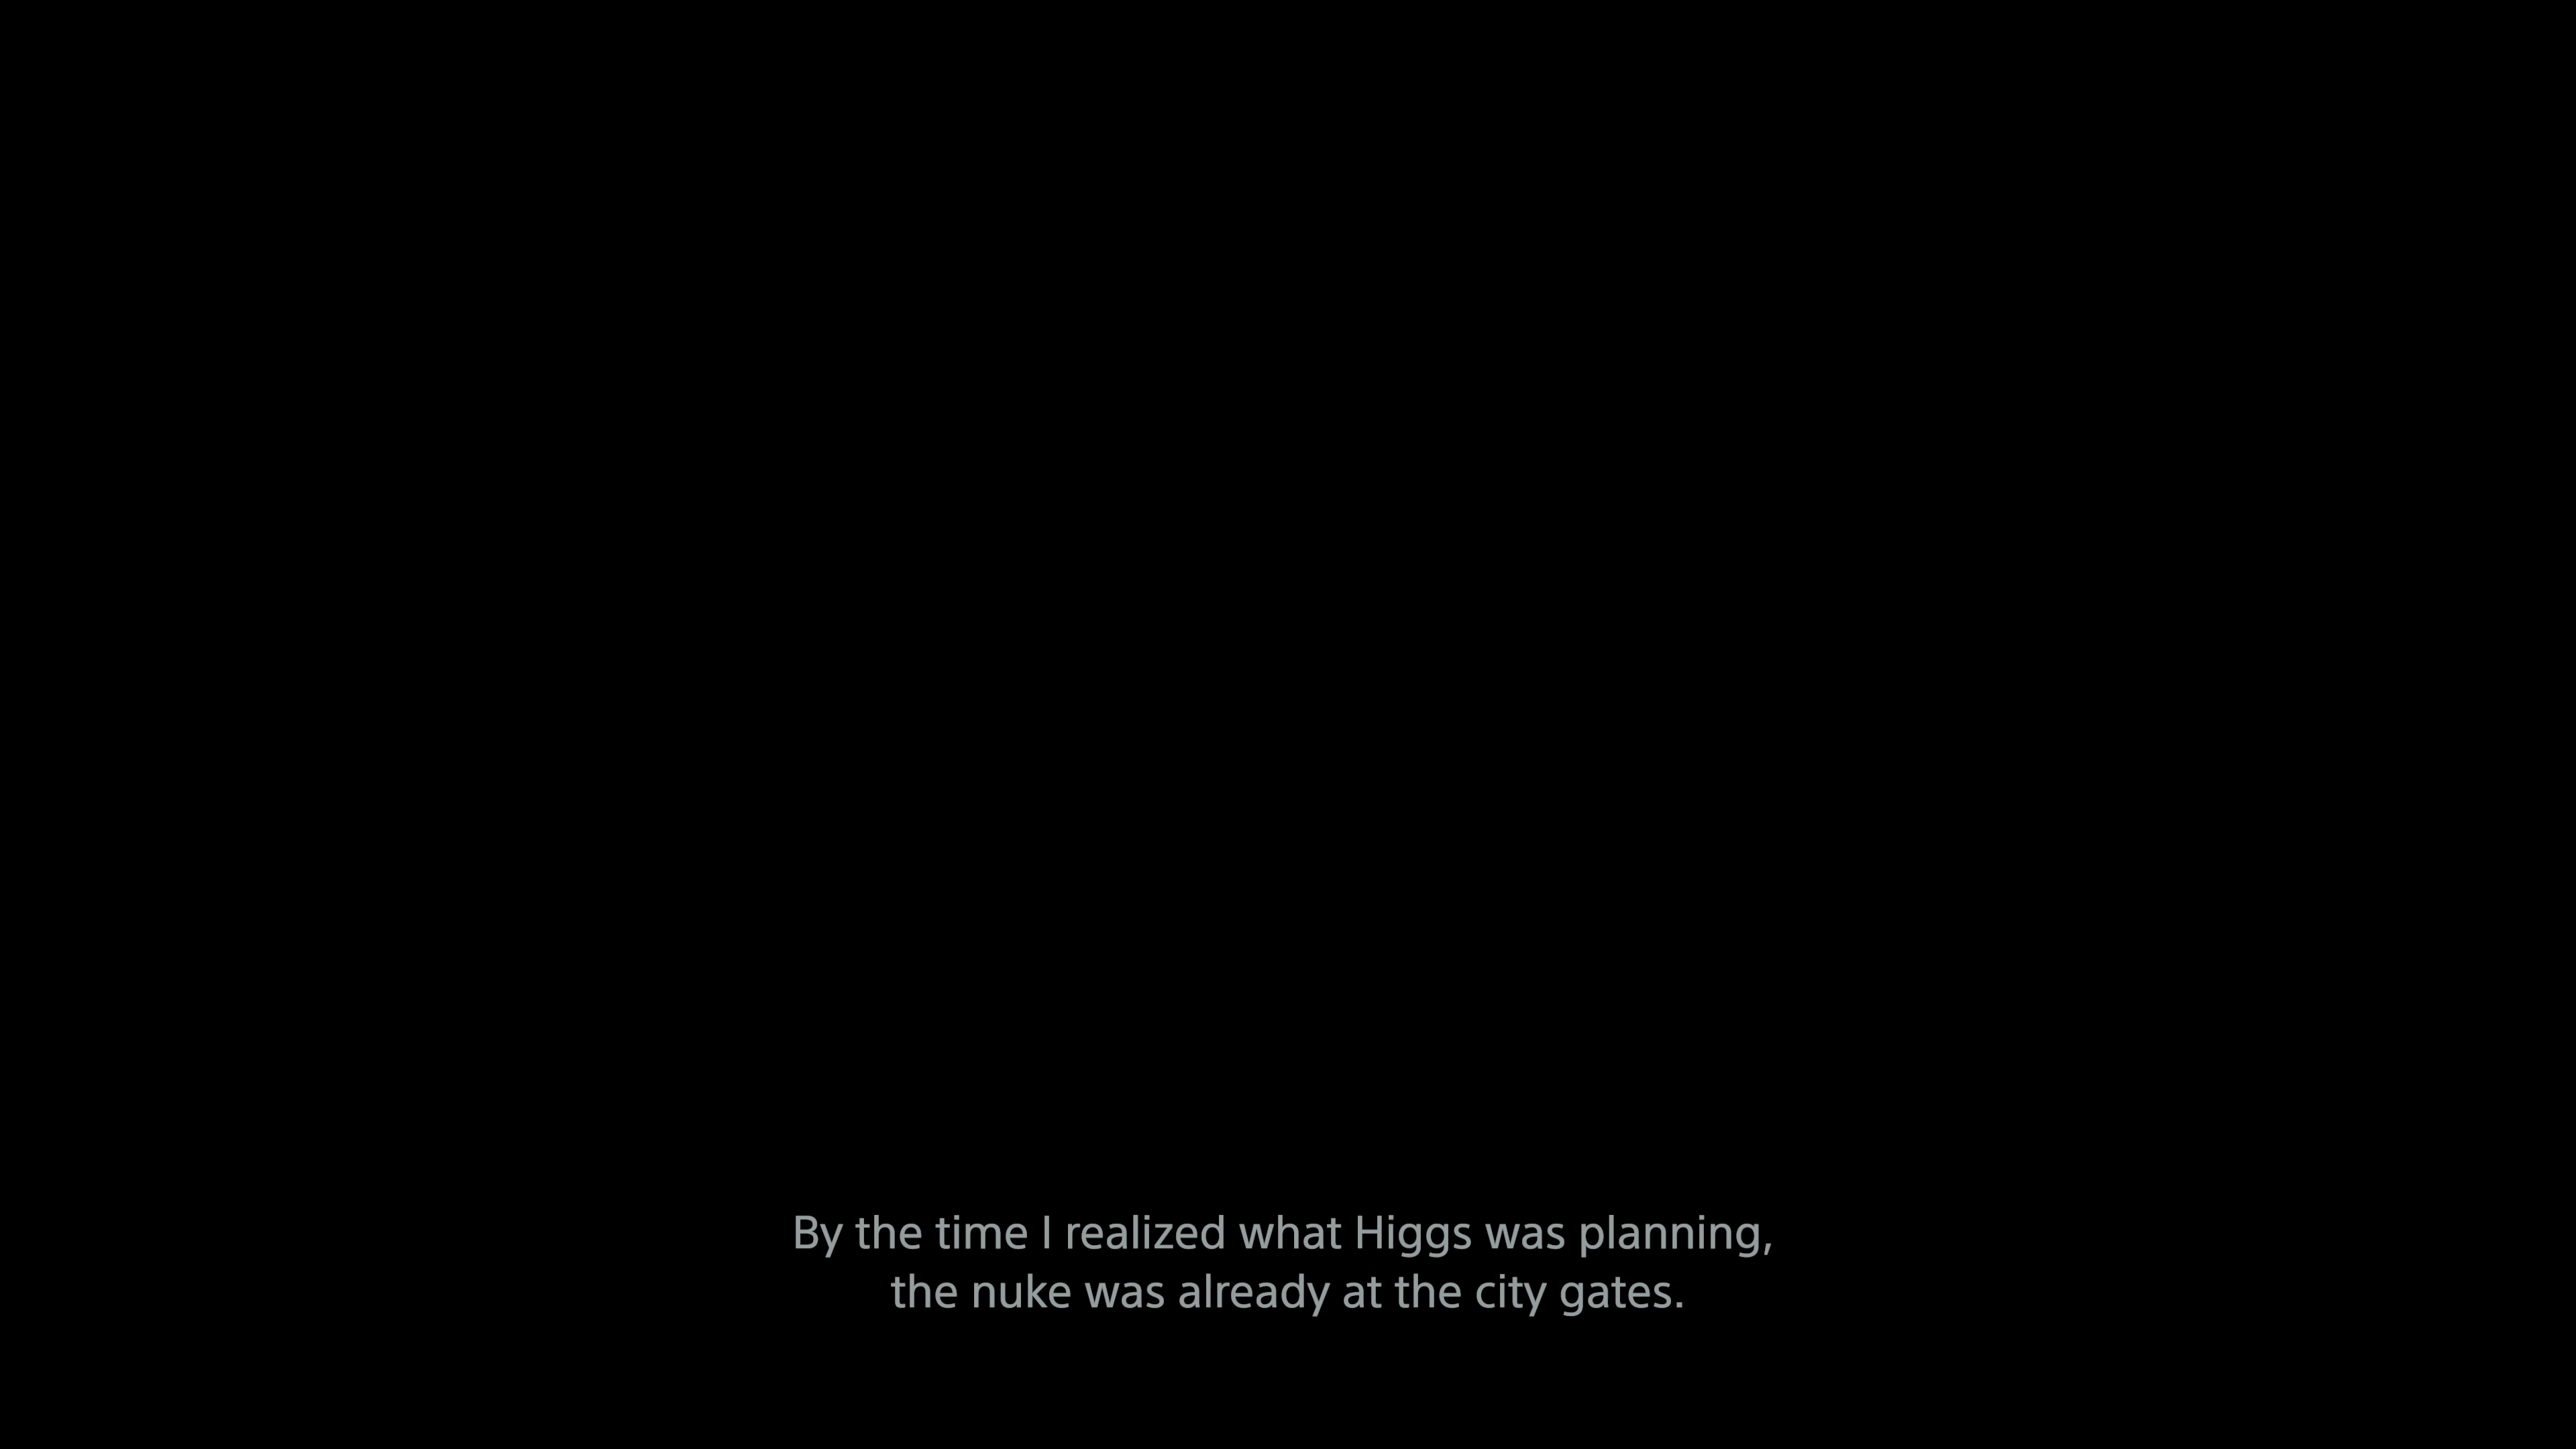 By the time I realized what Higgs was planning,
the nuke was already at the city gates.